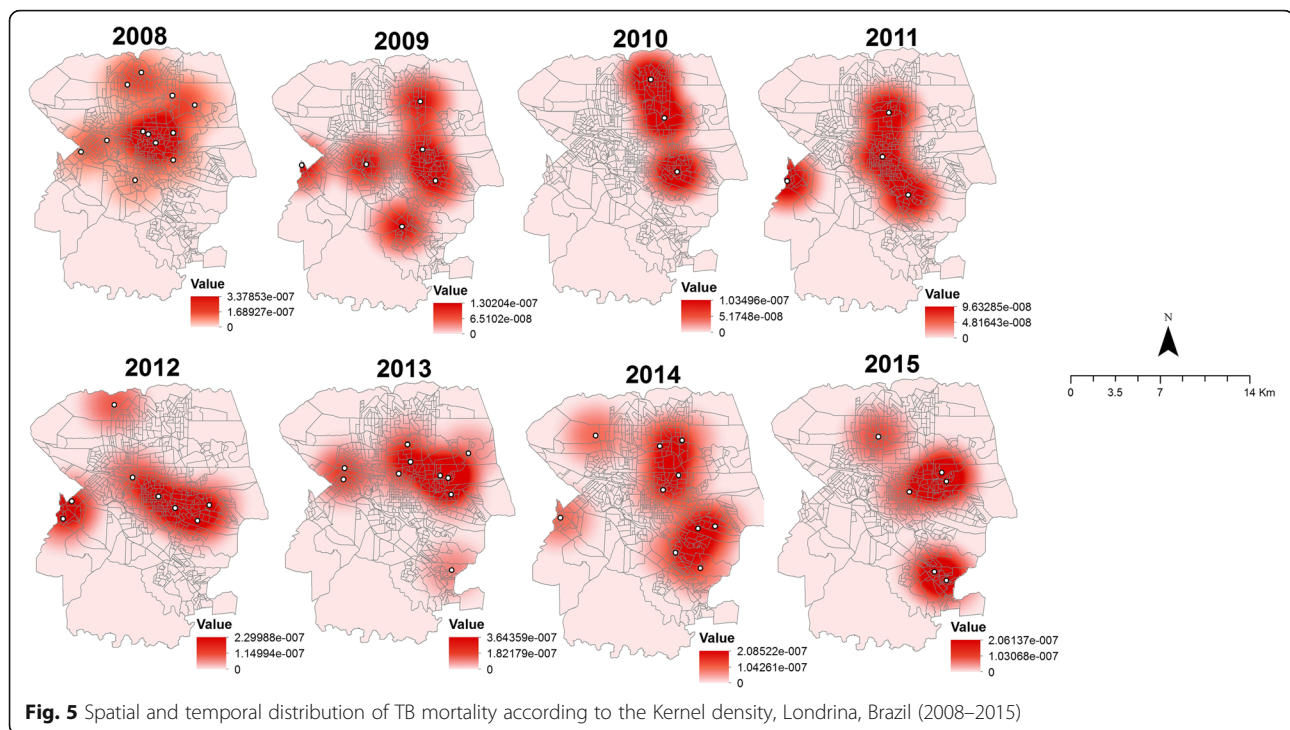 2008
2009
2010
2011
Value
3.37853e-007
1.68927e-007
0
Value
1.30204e-007
6.5102e-008
0
Value
1.03496e-007
5.1748e-008
0
Value
9.63285e-008
4.81643e-008
0
N
0 3.5 7 14 Km
2012
2013
2014
2015
Value
2.29988e-007
1.14994e-007
0
Value
3.64359e-007
1.82179e-007
0
Value
2.08522e-007
1.04261e-007
0
Value
2.06137e-007
1.03068e-007
0
Fig. 5 Spatial and temporal distribution of TB mortality according to the Kernel density, Londrina, Brazil (2008–2015)